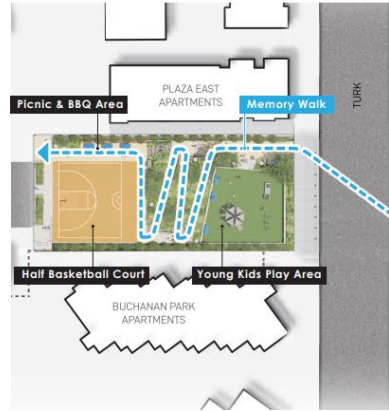 PLAZA EAST
APARTMENTS
Picnic & BBQ Area
Memory Walk
TURK
Half Basketball Court
Young Kids Play Area
BUCHANAN PARK
APARTMENTS